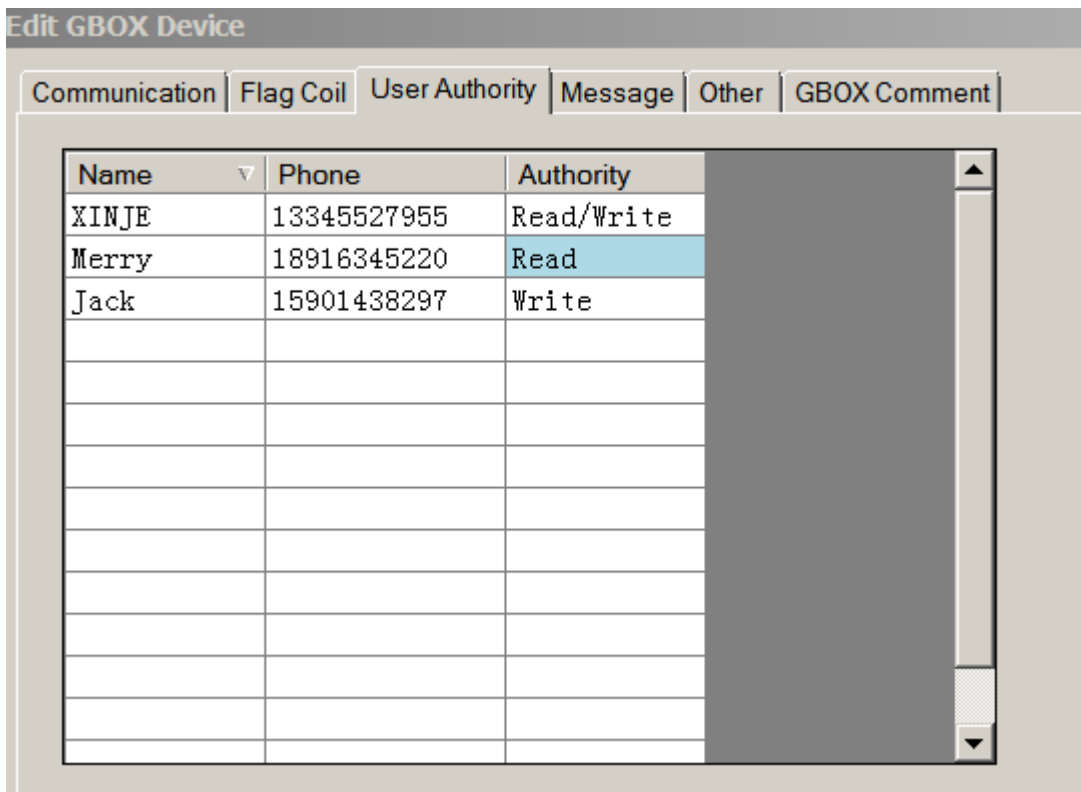 Edit GBOX Device
Communication Flag Coil User Authority Message Other GBOX Comment
Name Phone Authority
XINJE 13345527955 Read/Write
Merry 18916345220 Read
Jack 15901438297 Write